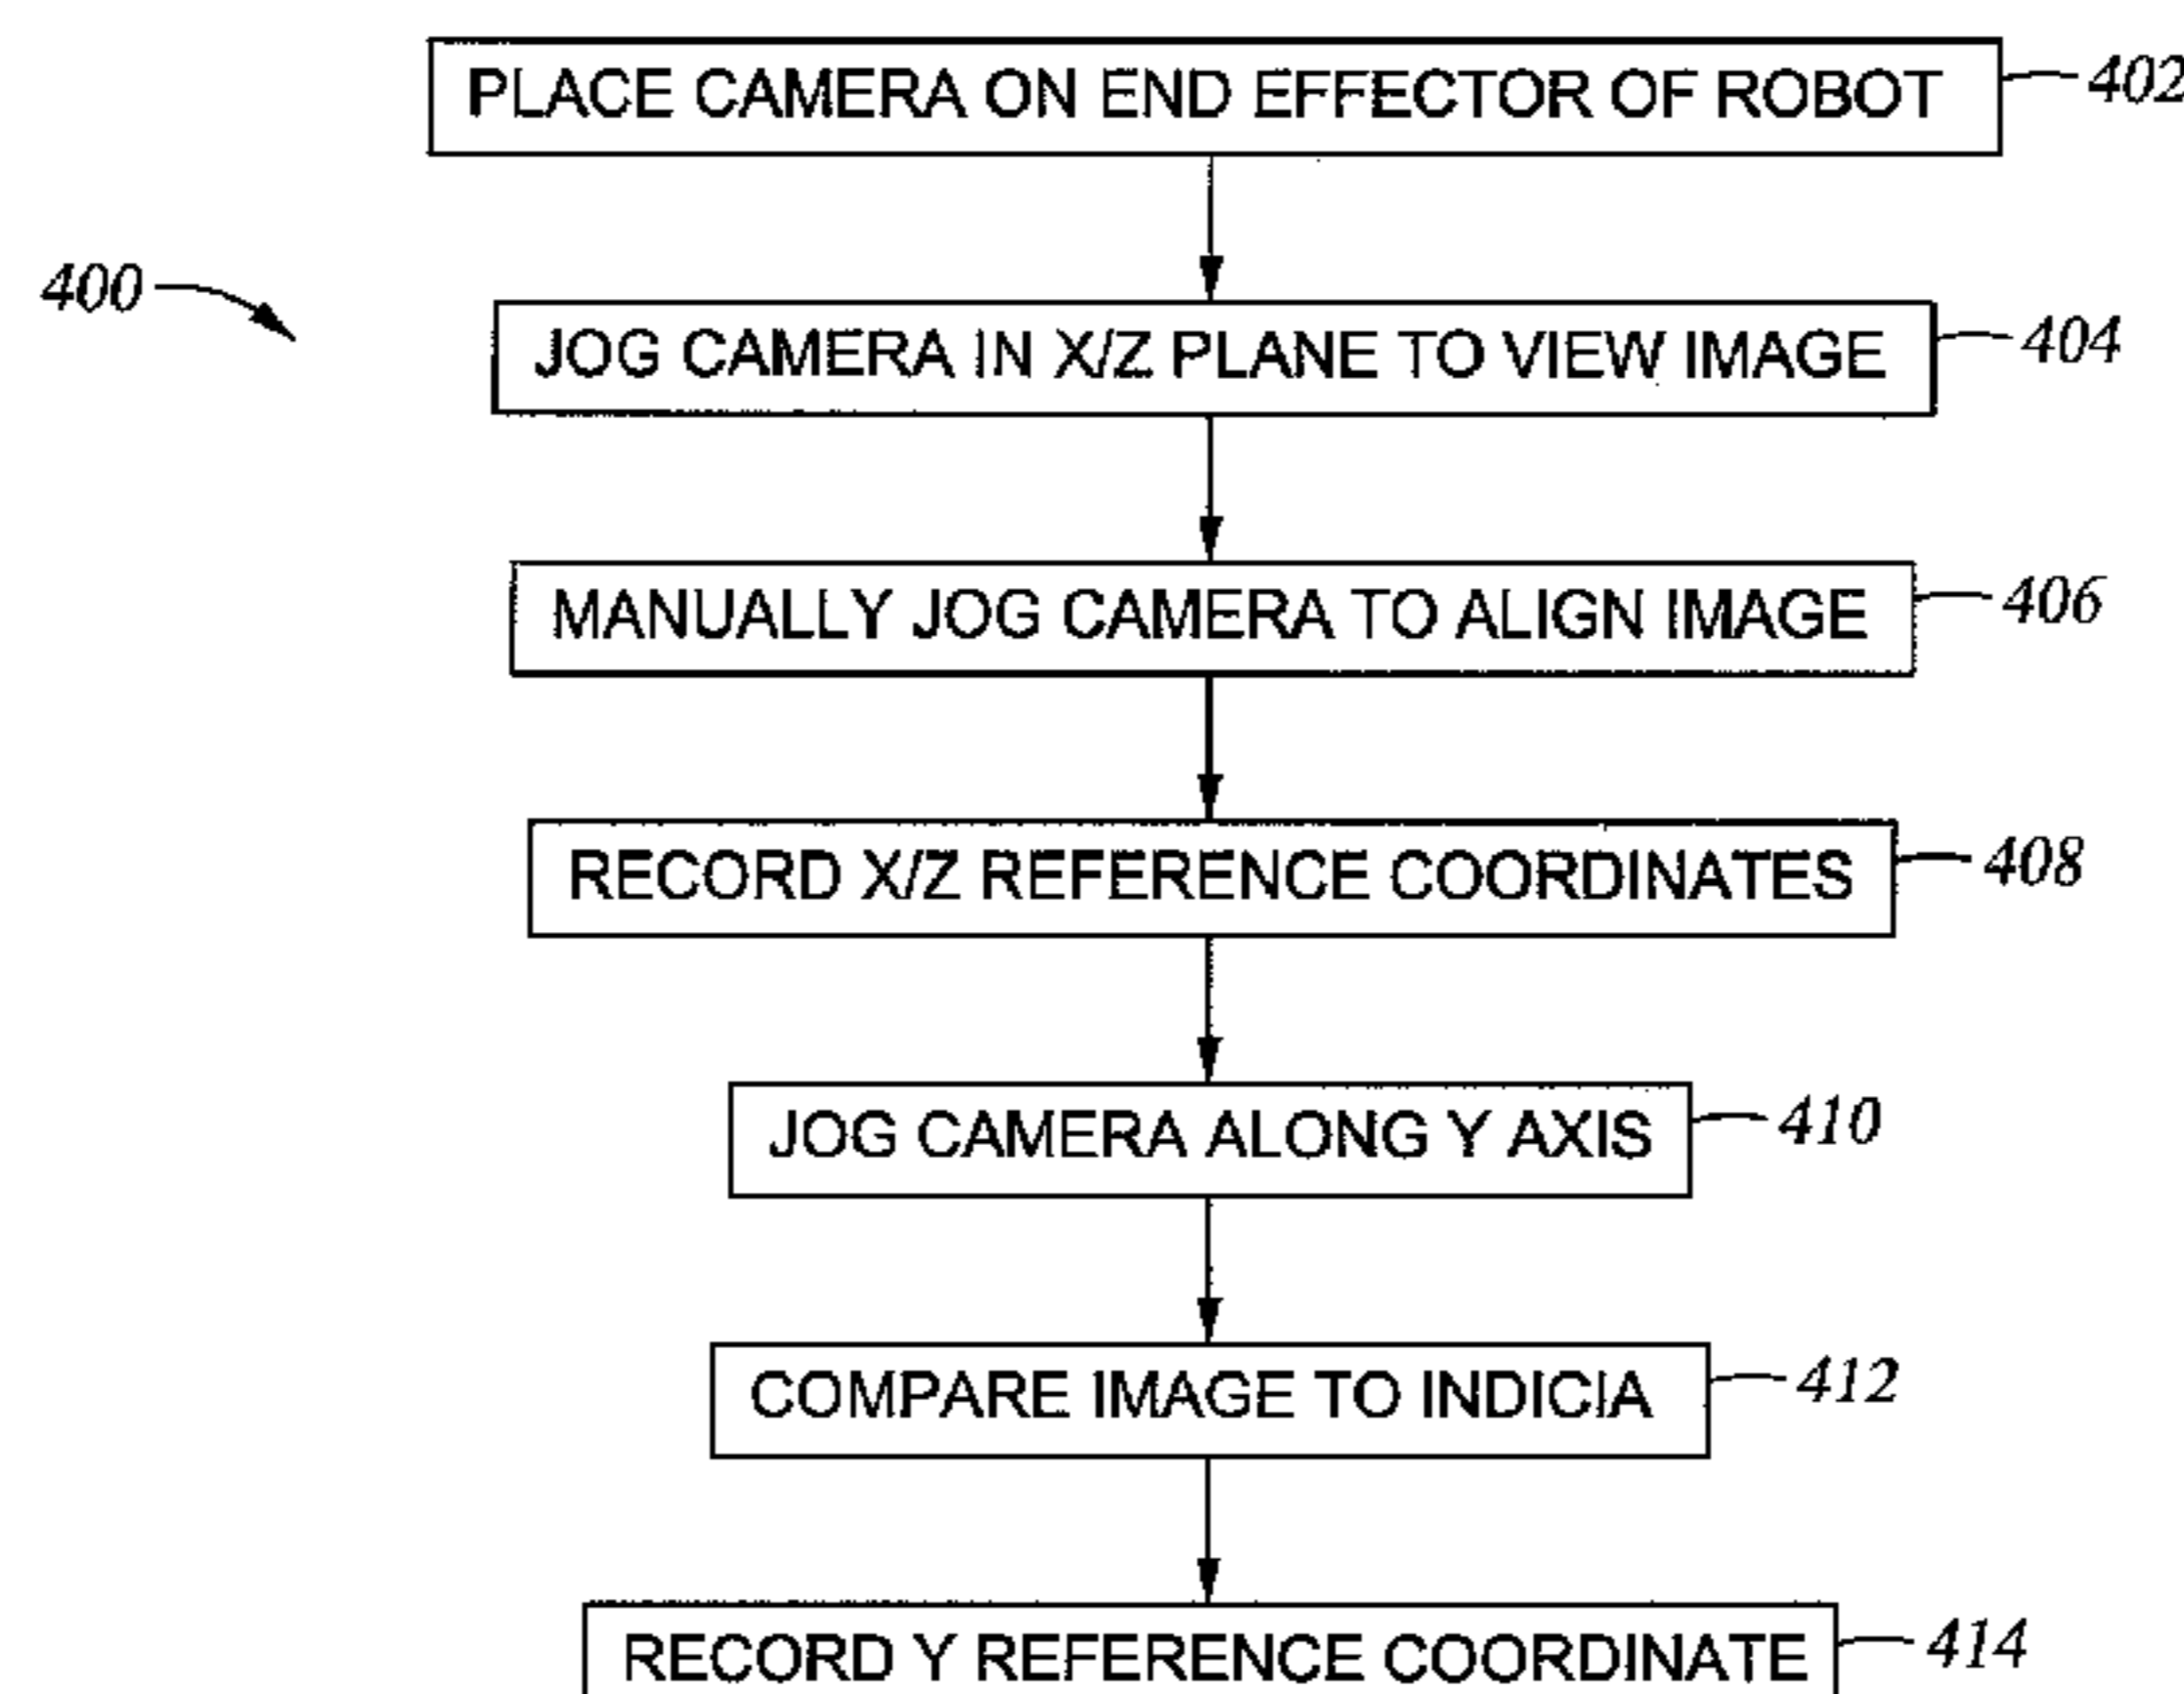 PLACE CAMERA ON END EFFECTOR OF ROBOT 402
400
JOG CAMERA IN X/Z PLANE TO VIEW IMAGE 404
MANUALLY JOG CAMERA TO ALIGN IMAGE 406
RECORD X/Z REFERENCE COORDINATES 408
JOG CAMERA ALONG Y AXIS 410
COMPARE IMAGE TO INDICIA 412
RECORD Y REFERENCE COORDINATE 414